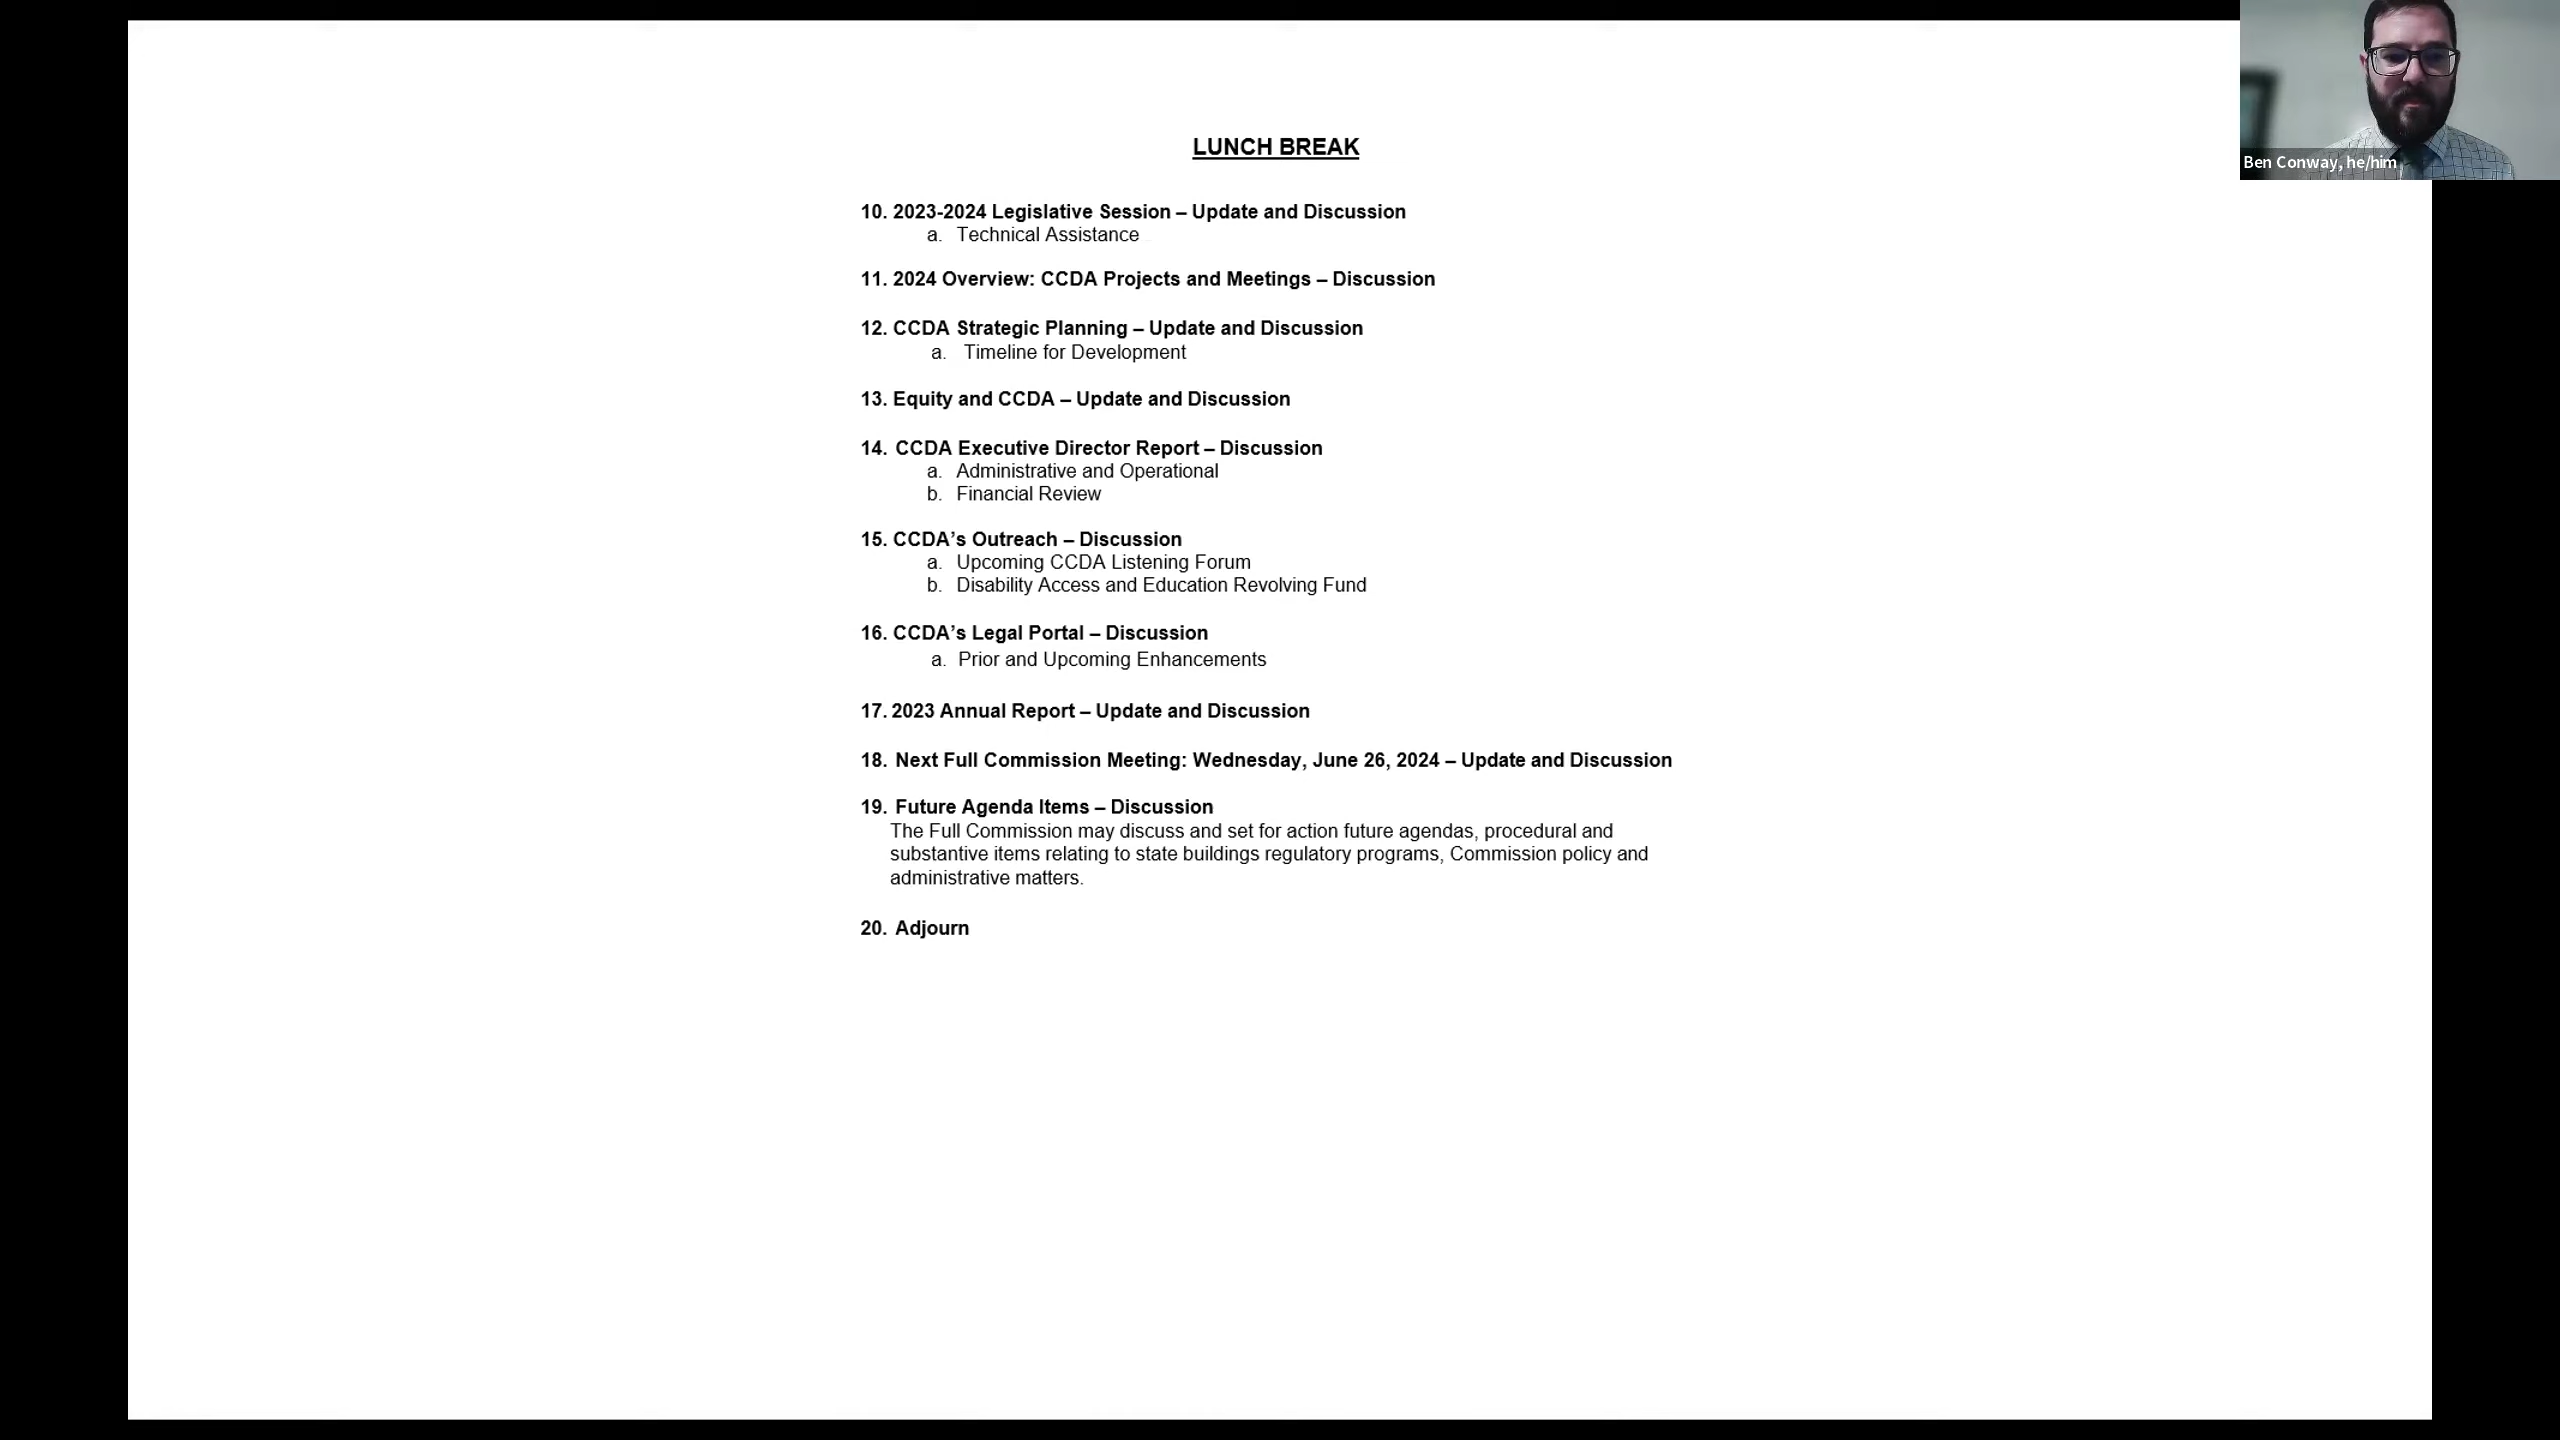 LUNCH BREAK
10. 2023-2024 Legislative Session – Update and Discussion
a. Technical Assistance
11. 2024 Overview: CCDA Projects and Meetings – Discussion
12. CCDA Strategic Planning – Update and Discussion
a. Timeline for Development
13. Equity and CCDA – Update and Discussion
14. CCDA Executive Director Report – Discussion
a. Administrative and Operational
b. Financial Review
15. CCDA’s Outreach – Discussion
a. Upcoming CCDA Listening Forum
b. Disability Access and Education Revolving Fund
16. CCDA’s Legal Portal – Discussion
a. Prior and Upcoming Enhancements
17. 2023 Annual Report – Update and Discussion
18. Next Full Commission Meeting: Wednesday, June 26, 2024 – Update and Discussion
19. Future Agenda Items – Discussion
The Full Commission may discuss and set for action future agendas, procedural and
substantive items relating to state buildings regulatory programs, Commission policy and
administrative matters.
20. Adjourn
Ben Conway, he/him